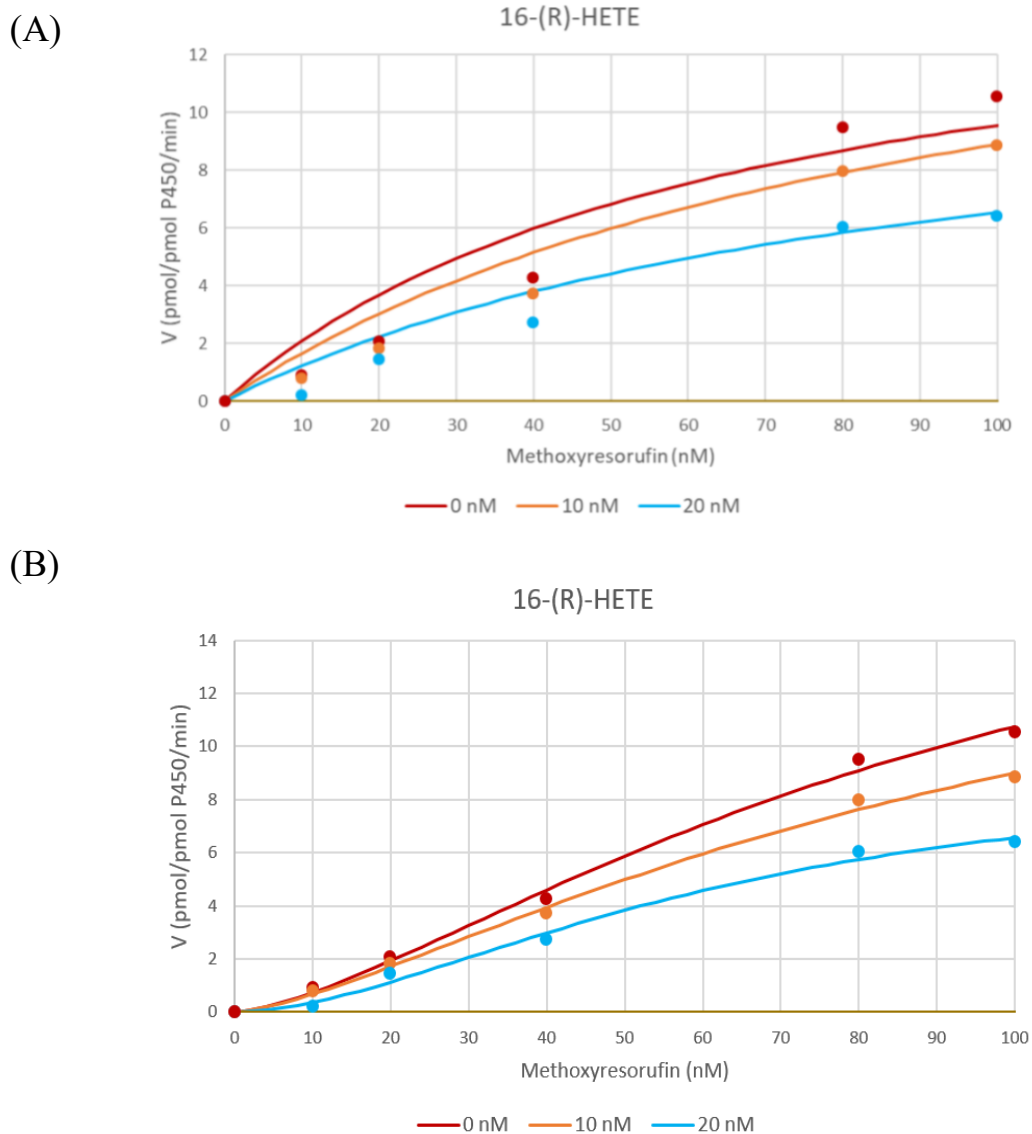 (A)
16-(R)-HETE
12
10
8
6
4
2
0
V (pmol/pmol P450/min)
0 10 20 30 40 50 60 70 80 90 100
Methoxyresorufin (nM)
0 nM 10 nM 20 nM
(B)
16-(R)-HETE
14
12
10
8
6
4
2
0
V (pmol/pmol P450/min)
0 10 20 30 40 50 60 70 80 90 100
Methoxyresorufin (nM)
0 nM 10 nM 20 nM